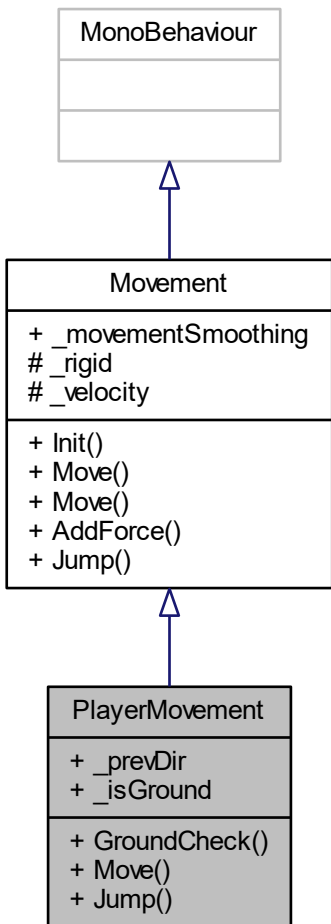 MonoBehaviour
Movement
+ _movementSmoothing
# _rigid
# _velocity
+ Init()
+ Move()
+ Move()
+ AddForce()
+ Jump()
PlayerMovement
+ _prevDir
+ _isGround
+ GroundCheck()
+ Move()
+ Jump()